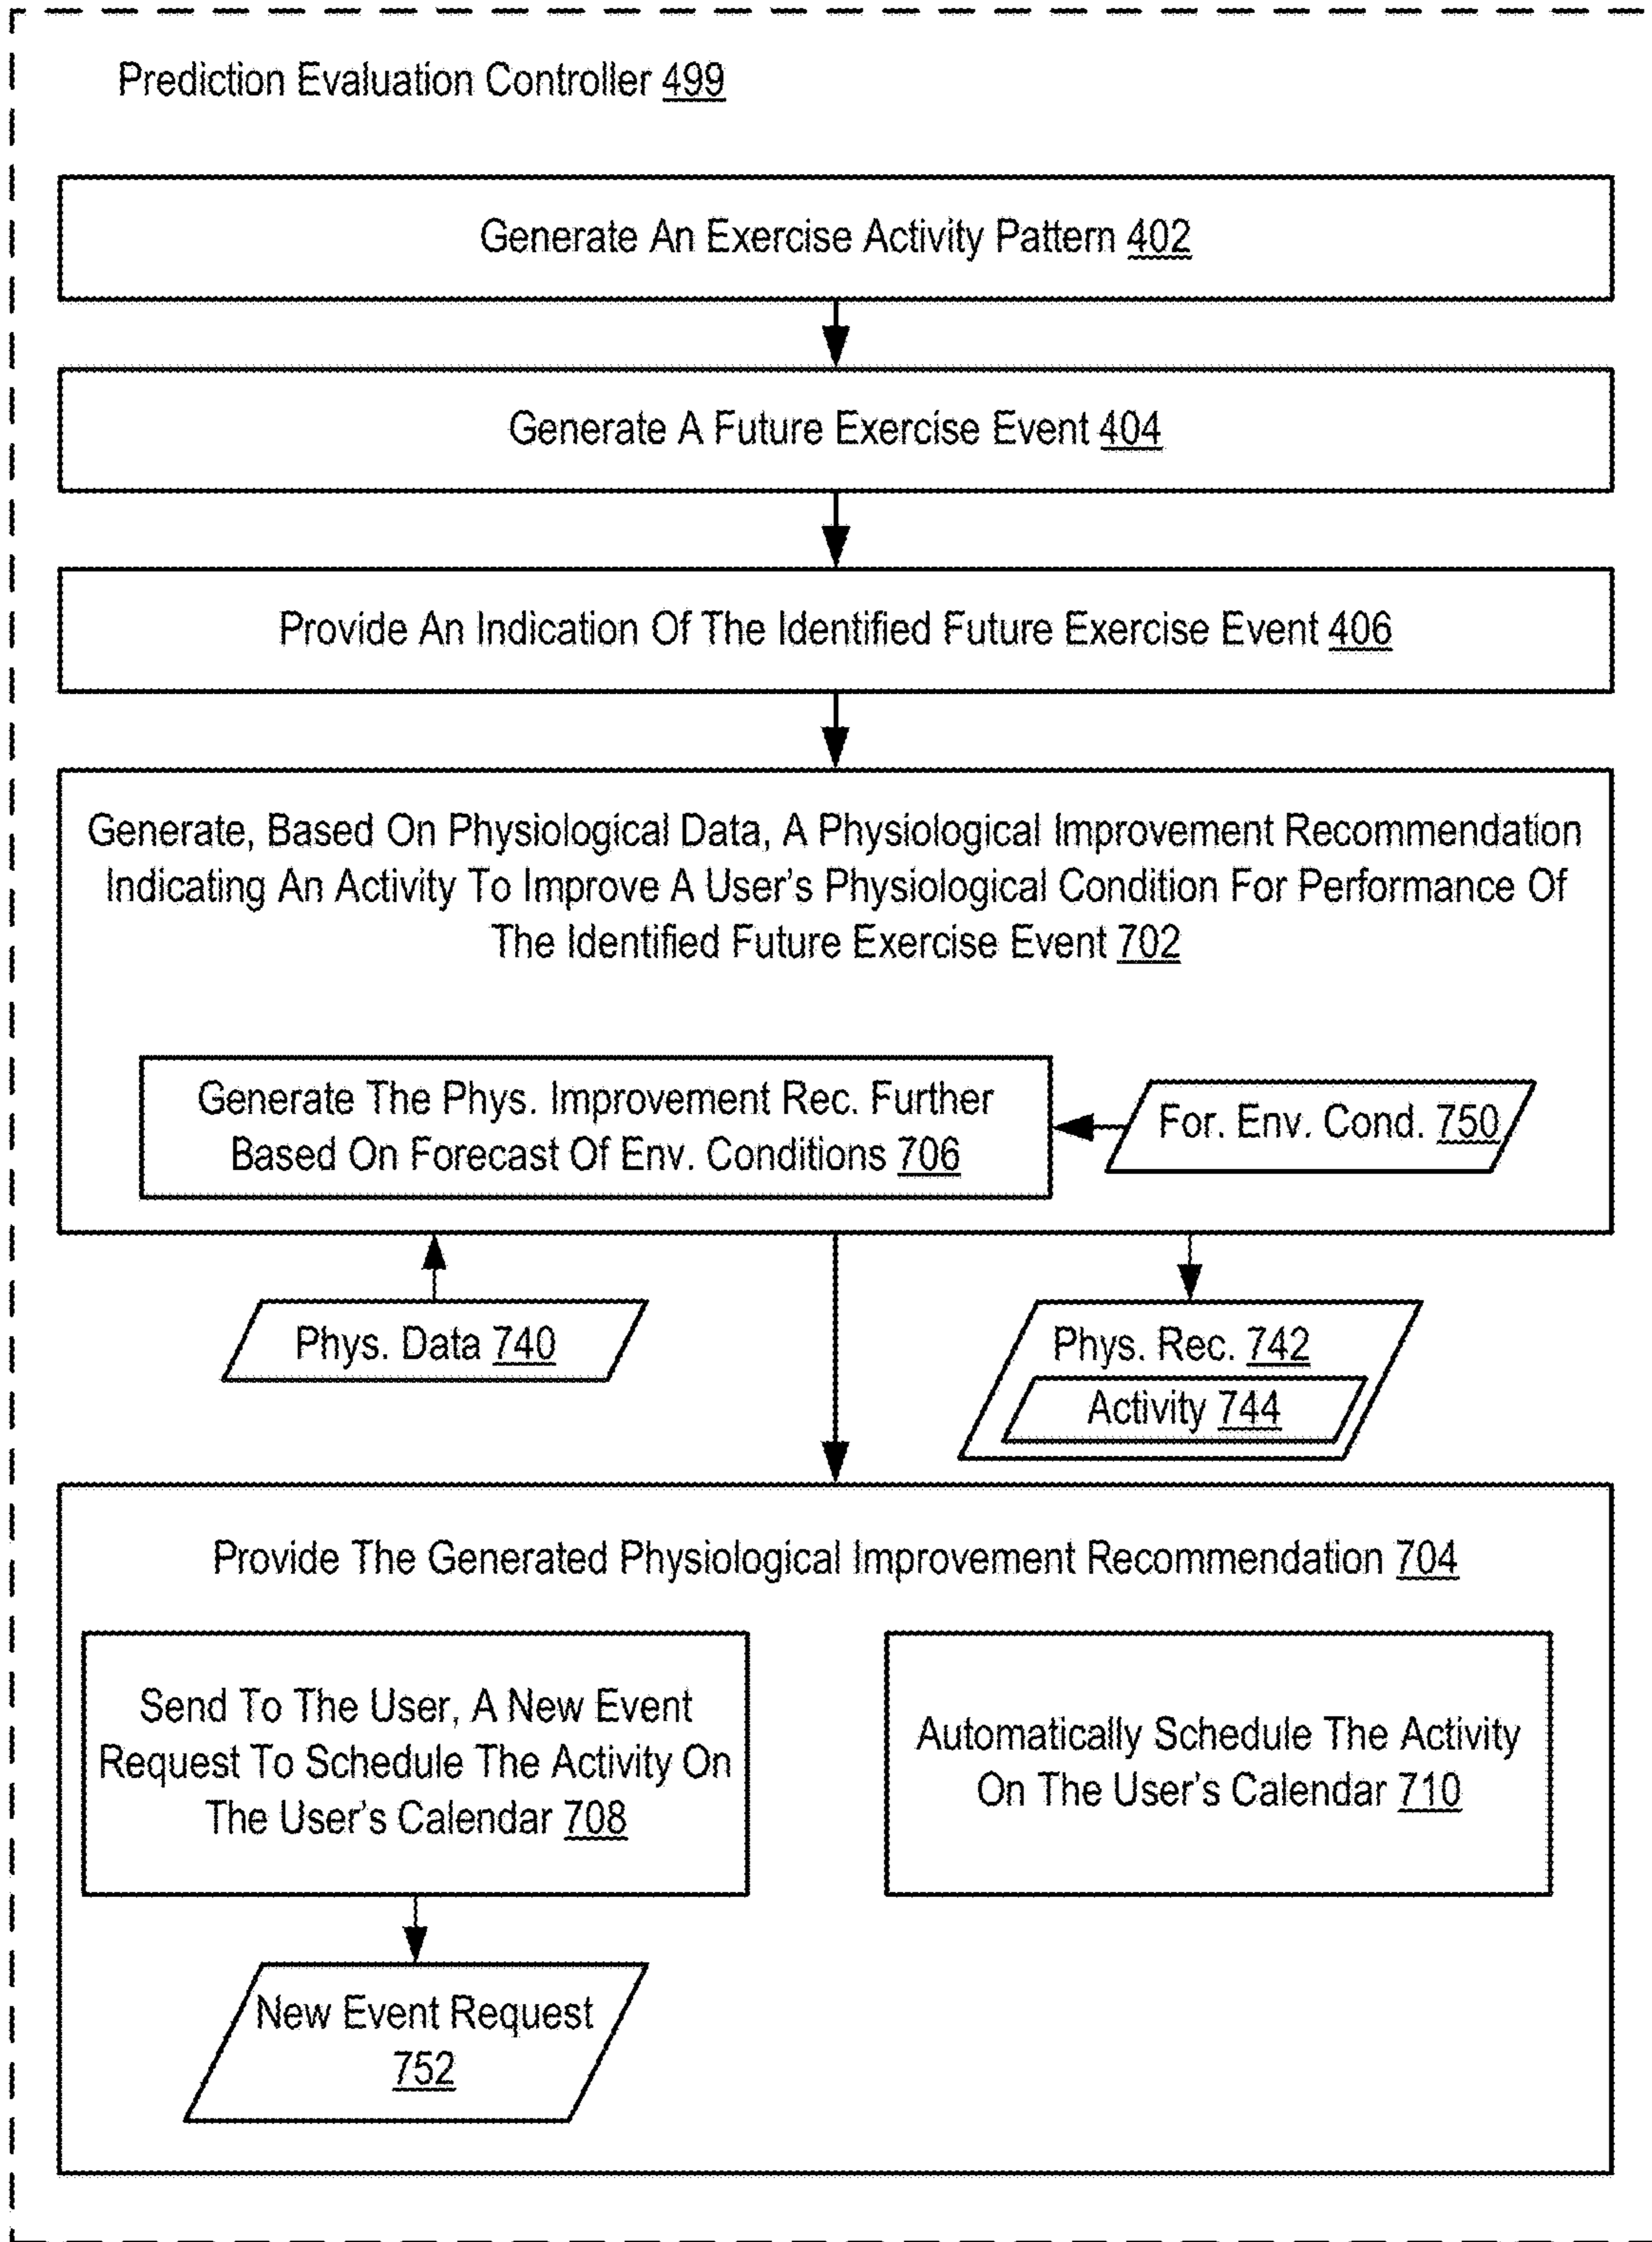 Prediction Evaluation Controller 499
Generate An Exercise Activity Pattern 402
Generate A Future Exercise Event 404
Provide An Indication Of The Identified Future Exercise Event 406
Generate, Based On Physiological Data, A Physiological Improvement Recommendation
Indicating An Activity To Improve A User's Physiological Condition For Performance Of
The Identified Future Exercise Event 702
Generate The Phys. Improvement Rec. Further
Based On Forecast Of Env. Conditions 706
For. Env. Cond. 750
Phys. Data 740
Phys. Rec. 742
Activity 744
Provide The Generated Physiological Improvement Recommendation 704
Send To The User, A New Event
Request To Schedule The Activity On
The User's Calendar 708
Automatically Schedule The Activity
On The User's Calendar 710
New Event Request
752